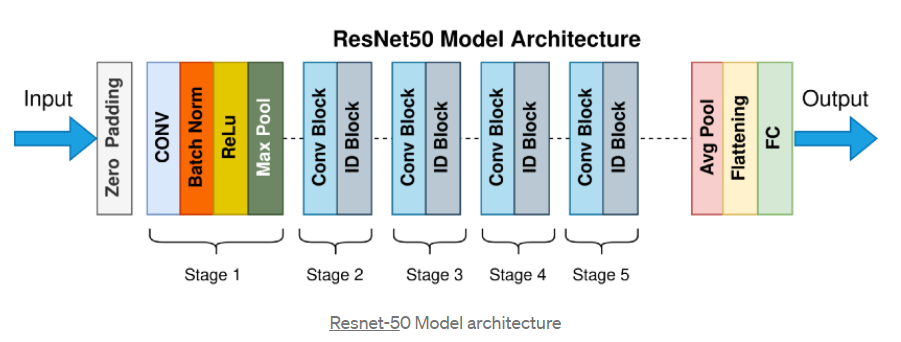 ResNet50 Model Architecture
Input
Zero Padding
CONV
Batch Norm
ReLu
Max Pool
Conv Block
ID Block
Conv Block
ID Block
Conv Block
ID Block
Conv Block
ID Block
Avg Pool
Flattening
FC
Output
Stage 1
Stage 2
Stage 3
Stage 4
Stage 5
Resnet-50 Model architecture